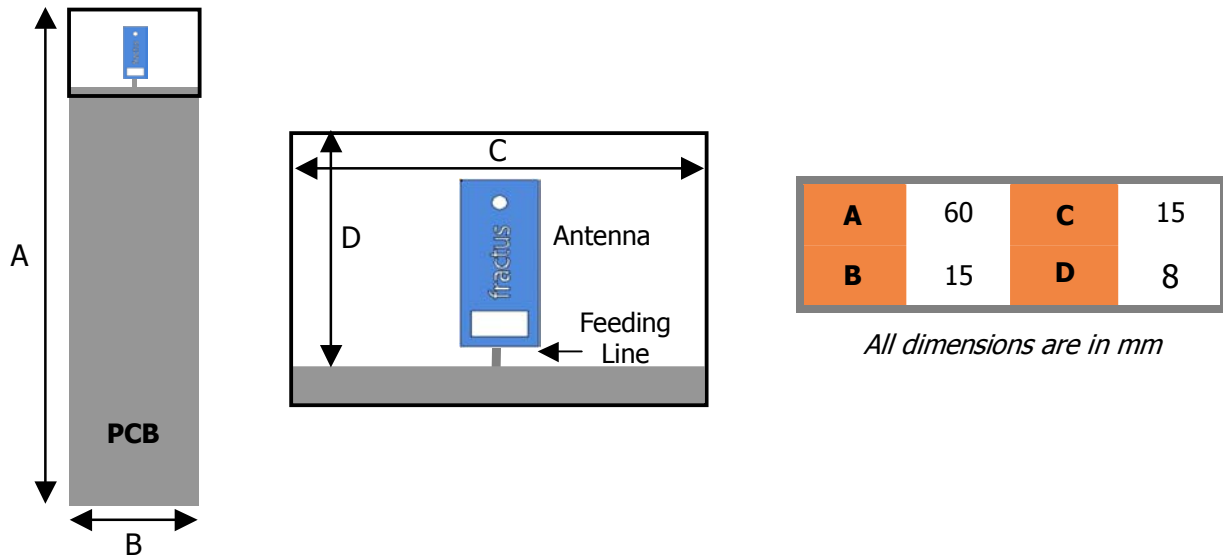 A
PCB
B
C
D
fractus
Antenna
Feeding
Line
A 60 C 15
B 15 D 8
All dimensions are in mm